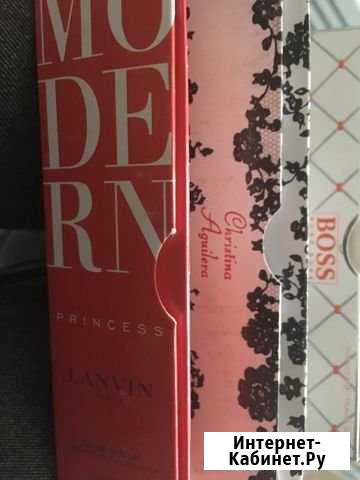 MO
DE
RN
PRINCESS
LANVIN
Christina
Aguilera
BOSS
Интернет-
Кабинет.Ру